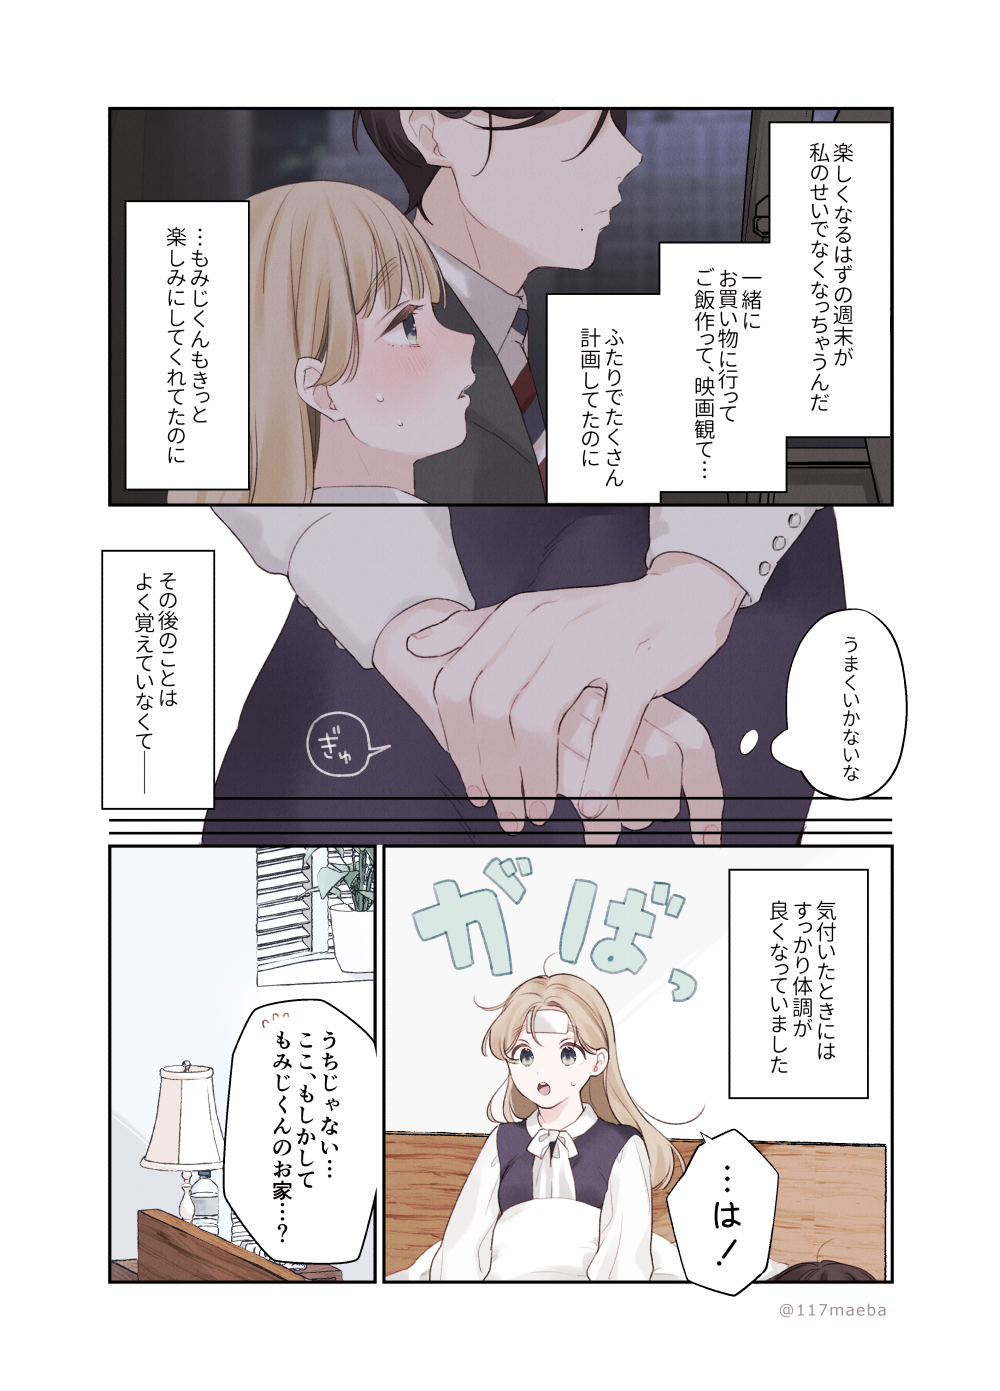 楽しくなるはずの週末が
私のせいでなくなっちゃうんだ
一緒に
お買い物に行って
ご飯作って、映画観て…
ふたりでたくさん
計画してたのに
…もみじくんもきっと
楽しみにしてくれてたのに
うまくいかないな
ぎゅ
その後のことは
よく覚えていなくて――
気付いたときには
すっかり体調が
良くなっていました
がばっ
…は！
うちじゃない…
ここ、もしかして
もみじくんのお家…？
@117maeba